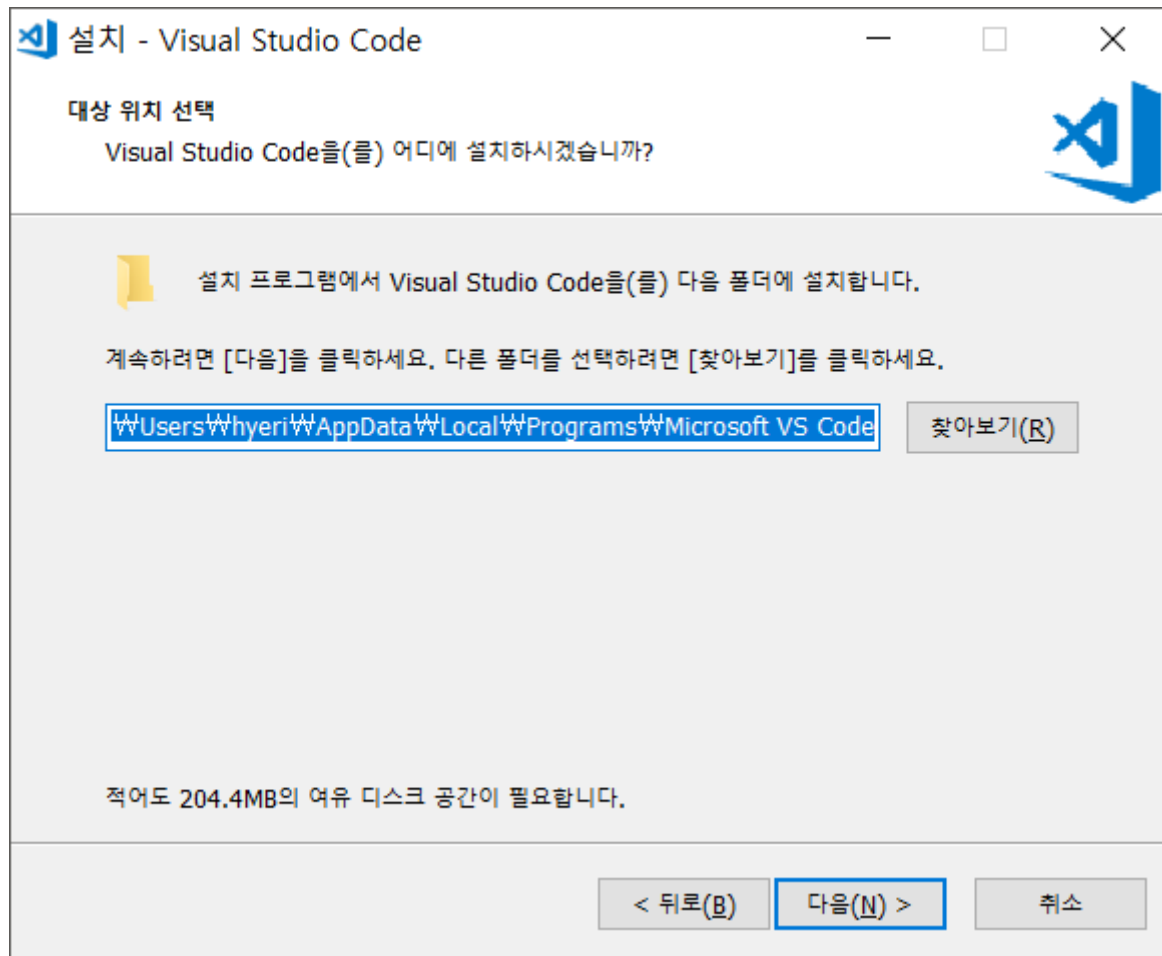 설치 - Visual Studio Code
대상 위치 선택
Visual Studio Code을(를) 어디에 설치하시겠습니까?
설치 프로그램에서 Visual Studio Code을(를) 다음 폴더에 설치합니다.
계속하려면 [다음]을 클릭하세요. 다른 폴더를 선택하려면 [찾아보기]를 클릭하세요.
₩Users₩hyeri₩AppData₩Local₩Programs₩Microsoft VS Code 찾아보기(R)
적어도 204.4MB의 여유 디스크 공간이 필요합니다.
< 뒤로(B) 다음(N) > 취소